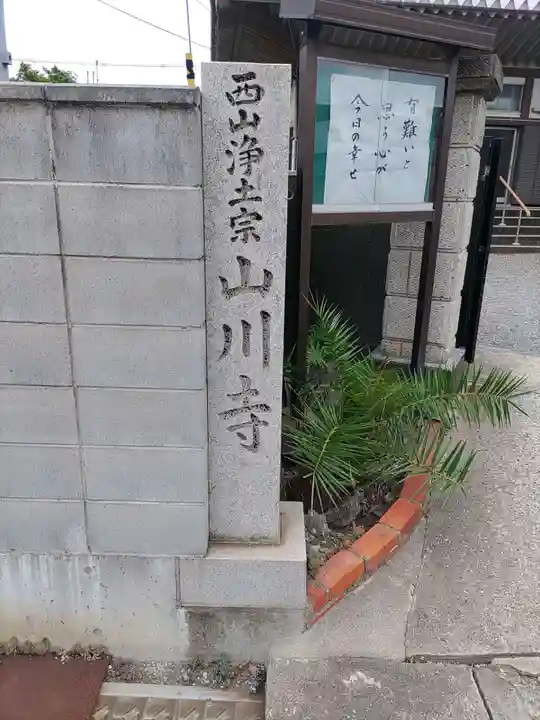 西山浄土宗山川寺
有難いと
思う心が
今日の幸せ